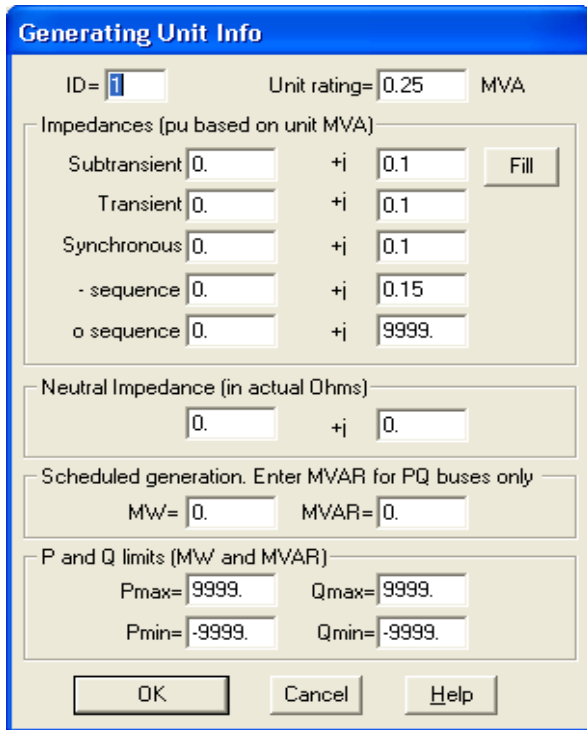 Generating Unit Info
ID= 1 Unit rating= 0.25 MVA
Impedances (pu based on unit MVA)
Subtransient 0. +j 0.1 Fill
Transient 0. +j 0.1
Synchronous 0. +j 0.1
- sequence 0. +j 0.15
o sequence 0. +j 9999.
Neutral Impedance (in actual Ohms)
0. +j 0.
Scheduled generation. Enter MVAR for PQ buses only
MW= 0. MVAR= 0.
P and Q limits (MW and MVAR)
Pmax= 9999. Qmax= 9999.
Pmin= -9999. Qmin= -9999.
OK Cancel Help